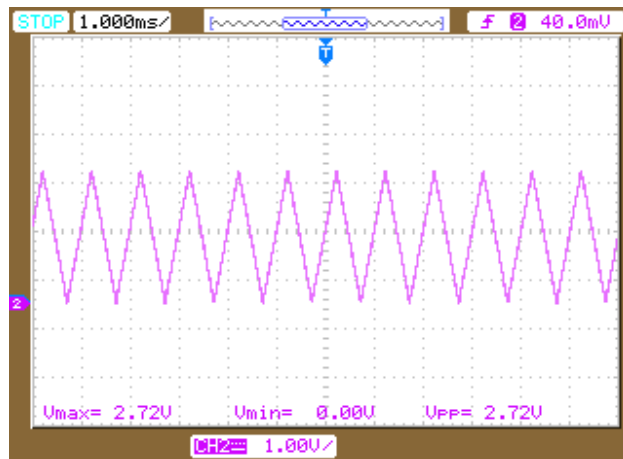 STOP 1.000ms/ T f 2 40.0mV
T
2
Vmax= 2.72V Vmin= 0.00V VPP= 2.72V
CH2 1.00V/